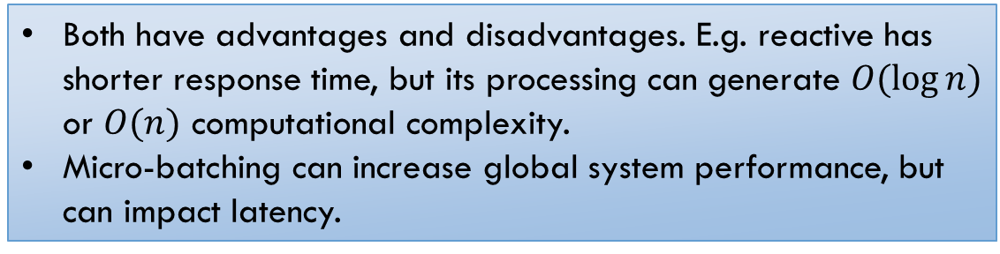 • Both have advantages and disadvantages. E.g. reactive has
shorter response time, but its processing can generate O(log n)
or O(n) computational complexity.
• Micro-batching can increase global system performance, but
can impact latency.